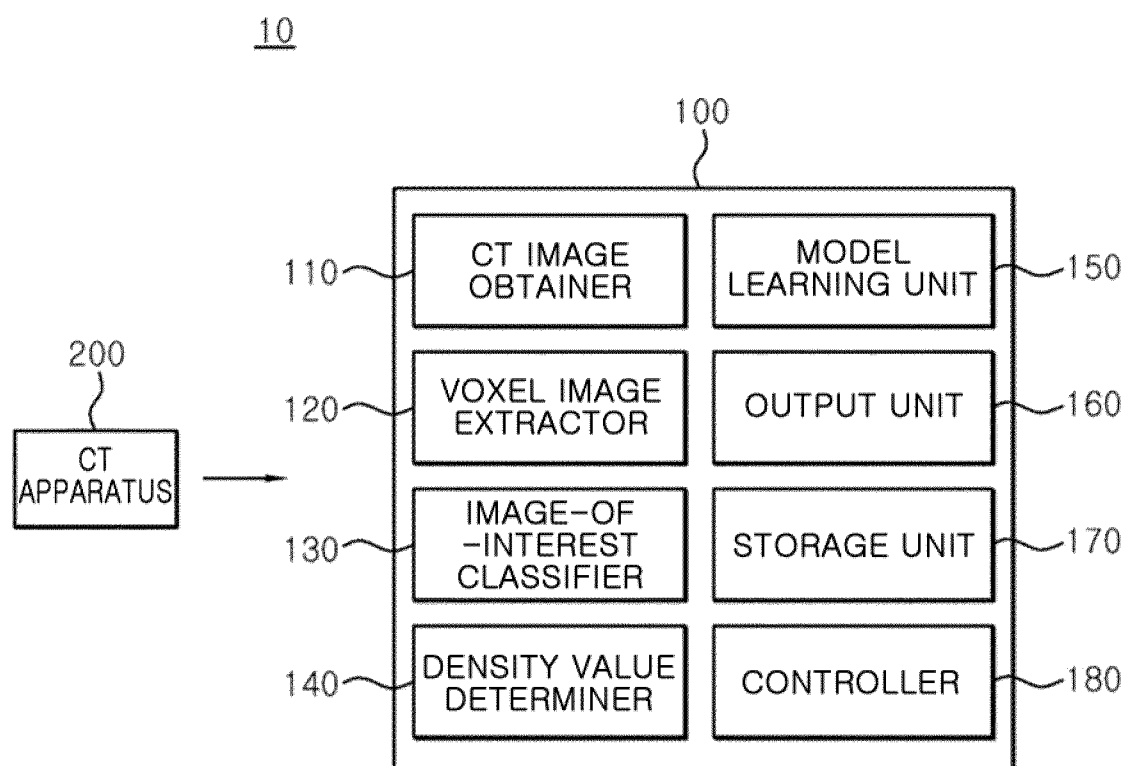 10
100
110
CT IMAGE
OBTAINER
MODEL
LEARNING UNIT
150
200
CT
APPARATUS
120
VOXEL IMAGE
EXTRACTOR
OUTPUT UNIT
160
130
IMAGE-OF
-INTEREST
CLASSIFIER
STORAGE UNIT
170
140
DENSITY VALUE
DETERMINER
CONTROLLER
180